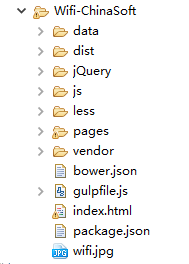 Wifi-ChinaSoft
data
dist
jQuery
js
less
pages
vendor
bower.json
gulpfile.js
index.html
package.json
wifi.jpg